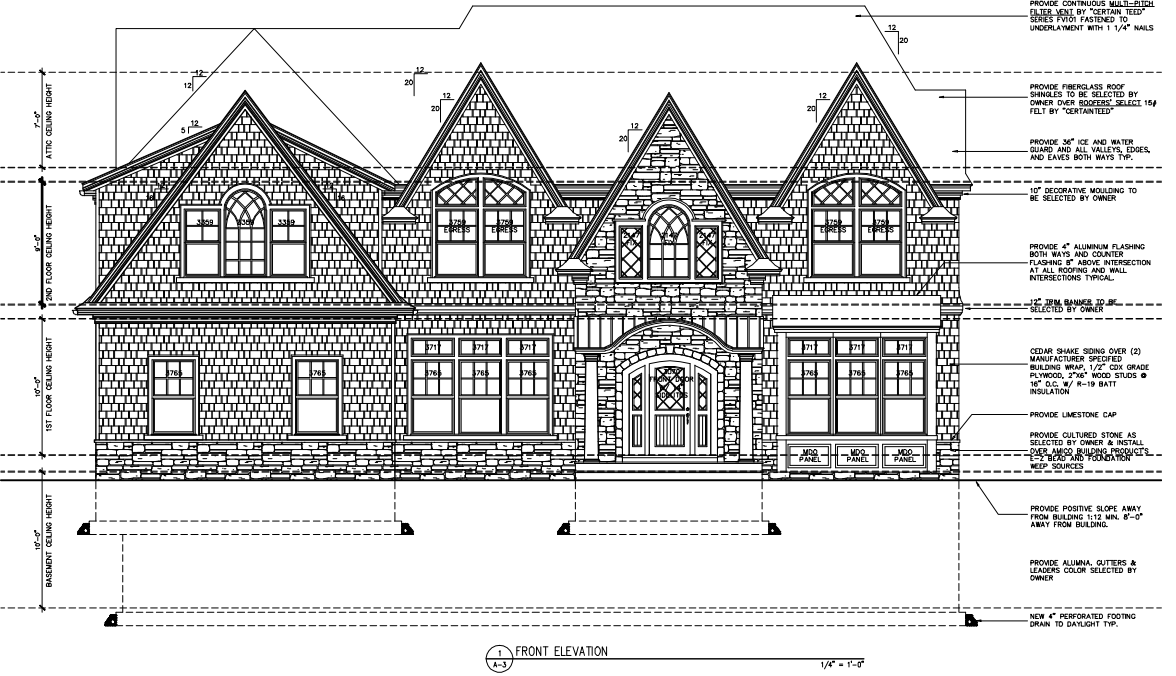 PROVIDE CONTINUOUS MULTI-PITCH
FILTER VENT BY "CERTAIN TEED"
SERIES FV101 FASTENED TO
UNDERLAYMENT WITH 1 1/4" NAILS
12
20
12
12
12
20
12
20
12
20
12
20
5
12
PROVIDE FIBERGLASS ROOF
SHINGLES TO BE SELECTED BY
OWNER OVER ROOFERS' SELECT 15#
FELT BY "CERTAINTEED"
7'-0"
ATTIC CEILING HEIGHT
PROVIDE 36" ICE AND WATER
GUARD AND ALL VALLEYS, EDGES,
AND EAVES BOTH WAYS TYP.
10" DECORATIVE MOULDING TO
BE SELECTED BY OWNER
9'-0"
2ND FLOOR CEILING HEIGHT
3359
3359
3359
3759
EGRESS
3759
EGRESS
2147
FIX
2147
FIX
3759
EGRESS
3759
EGRESS
PROVIDE 4" ALUMINUM FLASHING
BOTH WAYS AND COUNTER
FLASHING 8" ABOVE INTERSECTION
AT ALL ROOFING AND WALL
INTERSECTIONS TYPICAL.
12" TRIM BANNER TO BE
SELECTED BY OWNER
10'-0"
1ST FLOOR CEILING HEIGHT
3717
3717
3717
3717
3717
3717
3765
3765
3765
3765
3765
FRONT DOOR
3765
3765
3765
CEDAR SHAKE SIDING OVER (2)
MANUFACTURER SPECIFIED
BUILDING WRAP, 1/2" CDX GRADE
PLYWOOD, 2"X6" WOOD STUDS @
16" O.C. W/ R-19 BATT
INSULATION
PROVIDE LIMESTONE CAP
PROVIDE CULTURED STONE AS
SELECTED BY OWNER & INSTALL
OVER AMICO BUILDING PRODUCT'S
E-Z BEAD AND FOUNDATION
WEEP SOURCES
MDO
PANEL
MDO
PANEL
MDO
PANEL
10'-0"
BASEMENT CEILING HEIGHT
PROVIDE POSITIVE SLOPE AWAY
FROM BUILDING 1:12 MIN. 8'-0"
AWAY FROM BUILDING.
PROVIDE ALUMNA. GUTTERS &
LEADERS COLOR SELECTED BY
OWNER
NEW 4" PERFORATED FOOTING
DRAIN TO DAYLIGHT TYP.
1
A-3
FRONT ELEVATION
1/4" = 1'-0"